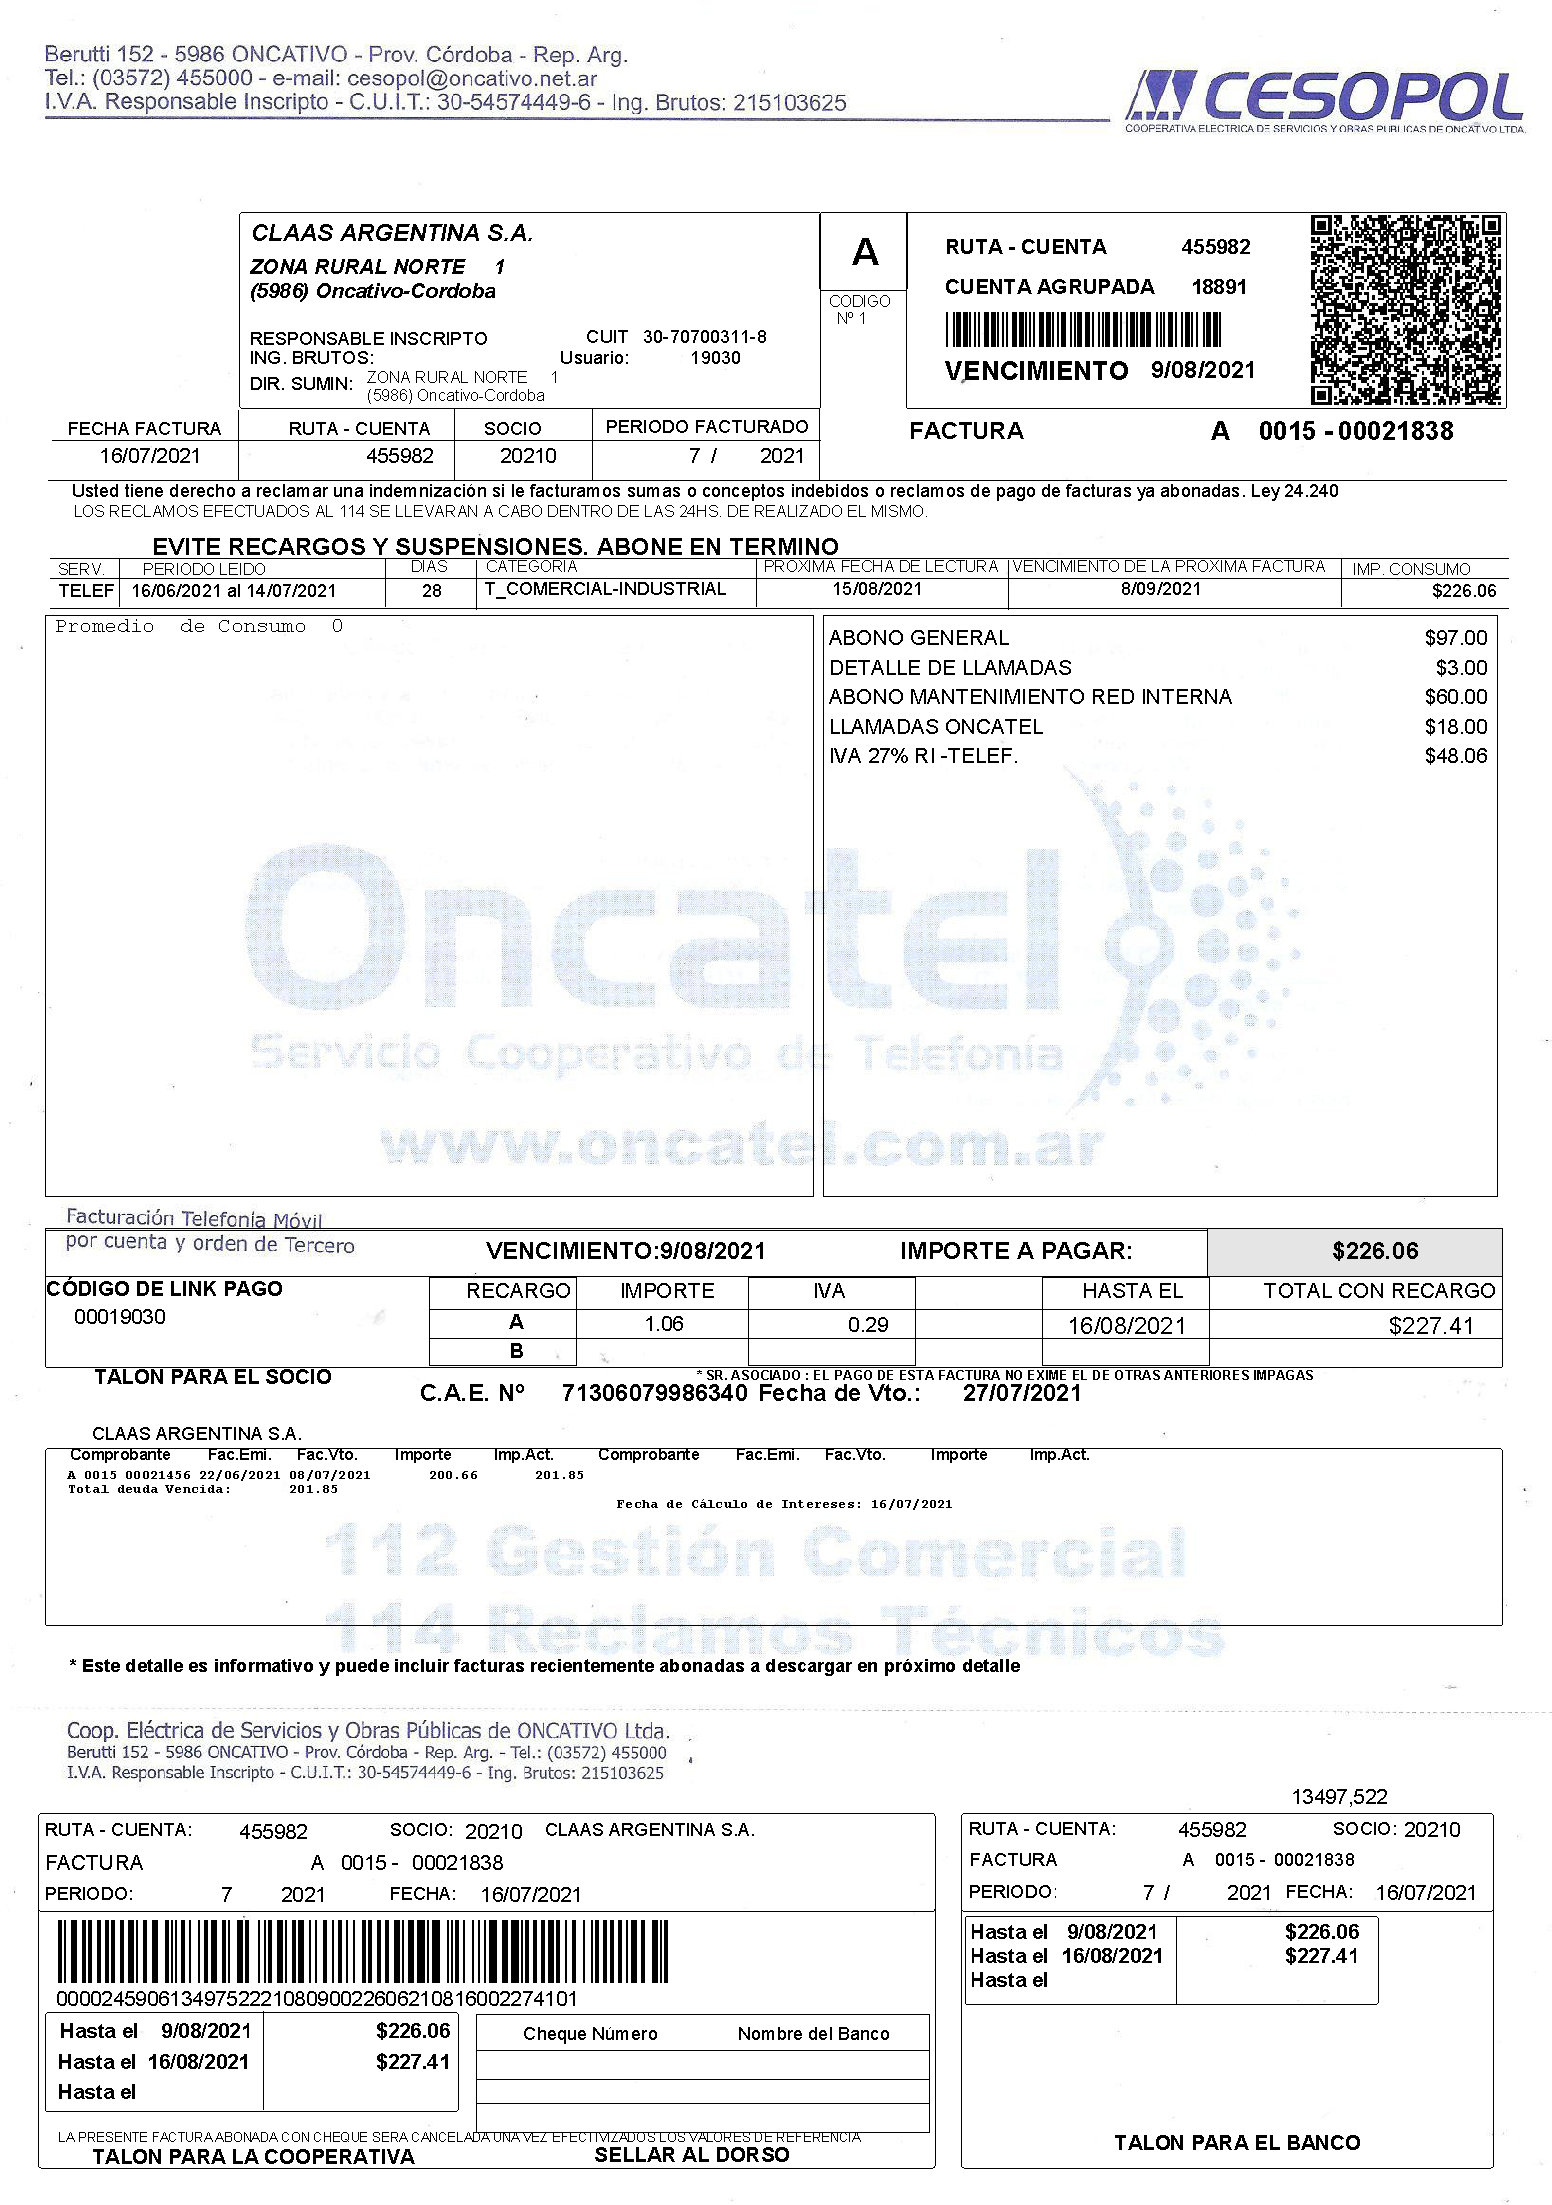 Berutti 152 - 5986 ONCATIVO - Prov. Córdoba - Rep. Arg.
Tel.: (03572) 455000 - e-mail: cesopol@oncativo.net.ar
I.V.A. Responsable Inscripto - C.U.I.T.: 30-54574449-6 - Ing. Brutos: 215103625
CESOPOL
COOPERATIVA ELECTRICA DE SERVICIOS Y OBRAS PUBLICAS DE ONCATIVO LTDA.
CLAAS ARGENTINA S.A.
ZONA RURAL NORTE 1
(5986) Oncativo-Cordoba
RESPONSABLE INSCRIPTO CUIT 30-70700311-8
ING. BRUTOS: Usuario: 19030
DIR. SUMIN: ZONA RURAL NORTE 1
(5986) Oncativo-Cordoba
A
CODIGO
Nº 1
RUTA - CUENTA 455982
CUENTA AGRUPADA 18891
VENCIMIENTO 9/08/2021
FACTURA A 0015 - 00021838
FECHA FACTURA RUTA - CUENTA SOCIO PERIODO FACTURADO
16/07/2021 455982 20210 7 / 2021
Usted tiene derecho a reclamar una indemnización si le facturamos sumas o conceptos indebidos o reclamos de pago de facturas ya abonadas. Ley 24.240
LOS RECLAMOS EFECTUADOS AL 114 SE LLEVARAN A CABO DENTRO DE LAS 24HS. DE REALIZADO EL MISMO.
EVITE RECARGOS Y SUSPENSIONES. ABONE EN TERMINO
SERV. PERIODO LEIDO DIAS CATEGORIA PROXIMA FECHA DE LECTURA VENCIMIENTO DE LA PROXIMA FACTURA IMP. CONSUMO
TELEF 16/06/2021 al 14/07/2021 28 T_COMERCIAL-INDUSTRIAL 15/08/2021 8/09/2021 $226.06
Promedio de Consumo 0
ABONO GENERAL $97.00
DETALLE DE LLAMADAS $3.00
ABONO MANTENIMIENTO RED INTERNA $60.00
LLAMADAS ONCATEL $18.00
IVA 27% RI -TELEF. $48.06
Oncatel
Servicio Cooperativo de Telefonía
www.oncatel.com.ar
Facturación Telefonía Móvil
por cuenta y orden de Tercero
VENCIMIENTO:9/08/2021 IMPORTE A PAGAR: $226.06
CÓDIGO DE LINK PAGO
00019030
RECARGO IMPORTE IVA HASTA EL TOTAL CON RECARGO
A 1.06 0.29 16/08/2021 $227.41
B
TALON PARA EL SOCIO
* SR. ASOCIADO : EL PAGO DE ESTA FACTURA NO EXIME EL DE OTRAS ANTERIORES IMPAGAS
C.A.E. Nº 71306079986340 Fecha de Vto.: 27/07/2021
CLAAS ARGENTINA S.A.
Comprobante Fac.Emi. Fac.Vto. Importe Imp.Act. Comprobante Fac.Emi. Fac.Vto. Importe Imp.Act.
A 0015 00021456 22/06/2021 08/07/2021 200.66 201.85
Total deuda Vencida: 201.85
Fecha de Cálculo de Intereses: 16/07/2021
112 Gestión Comercial
114 Reclamos Técnicos
* Este detalle es informativo y puede incluir facturas recientemente abonadas a descargar en próximo detalle
Coop. Eléctrica de Servicios y Obras Públicas de ONCATIVO Ltda.
Berutti 152 - 5986 ONCATIVO - Prov. Córdoba - Rep. Arg. - Tel.: (03572) 455000
I.V.A. Responsable Inscripto - C.U.I.T.: 30-54574449-6 - Ing. Brutos: 215103625
13497,522
RUTA - CUENTA: 455982 SOCIO: 20210 CLAAS ARGENTINA S.A.
FACTURA A 0015 - 00021838
PERIODO: 7 2021 FECHA: 16/07/2021
0000245906134975222108090022606210816002274101
Hasta el 9/08/2021 $226.06
Hasta el 16/08/2021 $227.41
Hasta el
Cheque Número Nombre del Banco
LA PRESENTE FACTURA ABONADA CON CHEQUE SERA CANCELADA UNA VEZ EFECTIVIZADOS LOS VALORES DE REFERENCIA
TALON PARA LA COOPERATIVA SELLAR AL DORSO
RUTA - CUENTA: 455982 SOCIO: 20210
FACTURA A 0015 - 00021838
PERIODO: 7 / 2021 FECHA: 16/07/2021
Hasta el 9/08/2021 $226.06
Hasta el 16/08/2021 $227.41
Hasta el
TALON PARA EL BANCO